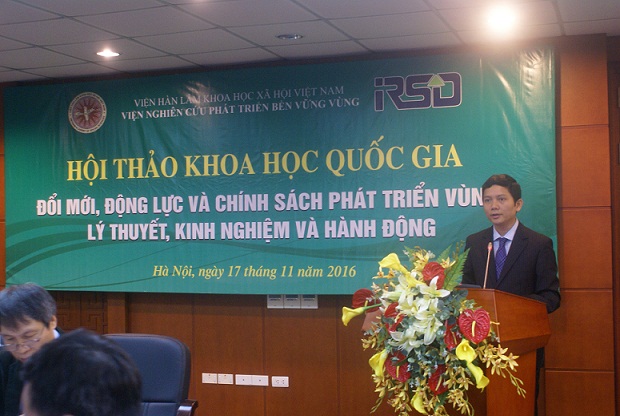 VIỆN HÀN LÂM KHOA HỌC XÃ HỘI VIỆT NAM
VIỆN NGHIÊN CỨU PHÁT TRIỂN BỀN VỮNG VÙNG
IRSD
HỘI THẢO KHOA HỌC QUỐC GIA
ĐỔI MỚI, ĐỘNG LỰC VÀ CHÍNH SÁCH PHÁT TRIỂN VÙNG
LÝ THUYẾT, KINH NGHIỆM VÀ HÀNH ĐỘNG
Hà Nội, ngày 17 tháng 11 năm 2016